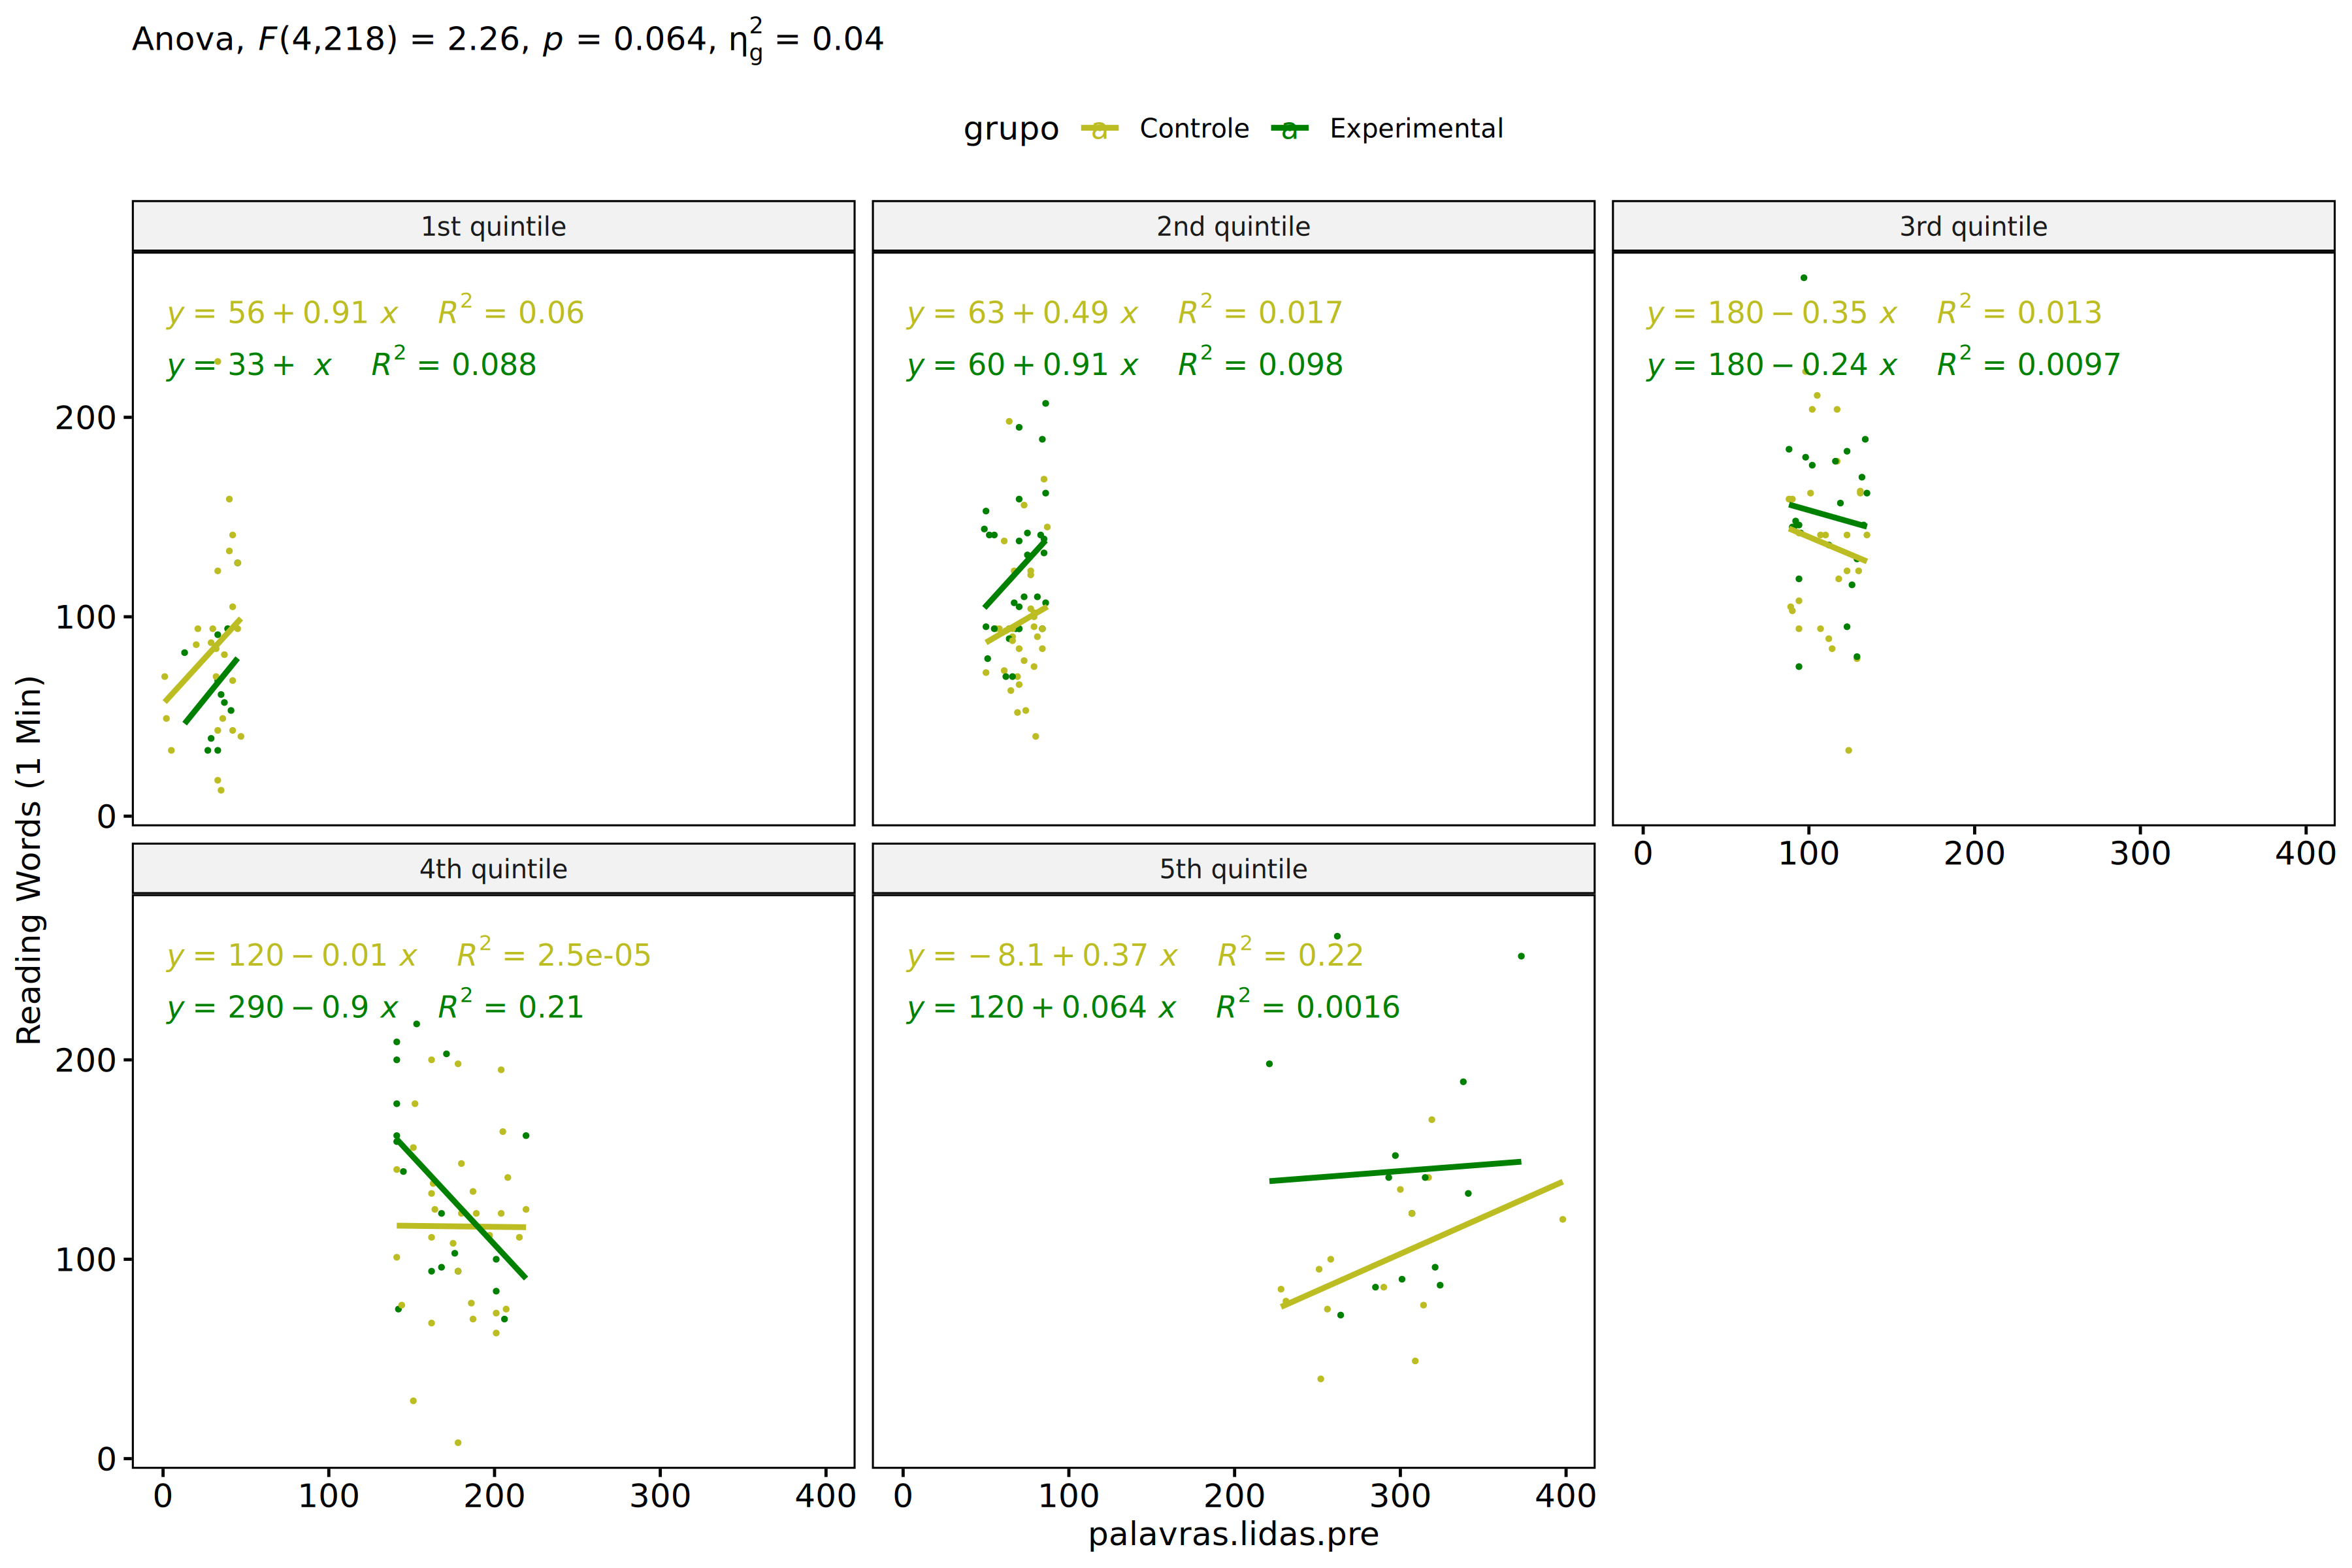 Anova, F(4,218) = 2.26, p = 0.064, η²g = 0.04
grupo a Controle a Experimental
1st quintile
y = 56 + 0.91 x R² = 0.06
y = 33 + x R² = 0.088
2nd quintile
y = 63 + 0.49 x R² = 0.017
y = 60 + 0.91 x R² = 0.098
3rd quintile
y = 180 − 0.35 x R² = 0.013
y = 180 − 0.24 x R² = 0.0097
200
100
0
0 100 200 300 400
4th quintile
y = 120 − 0.01 x R² = 2.5e-05
y = 290 − 0.9 x R² = 0.21
5th quintile
y = − 8.1 + 0.37 x R² = 0.22
y = 120 + 0.064 x R² = 0.0016
200
100
0
0 100 200 300 400
0 100 200 300 400
Reading Words (1 Min)
palavras.lidas.pre